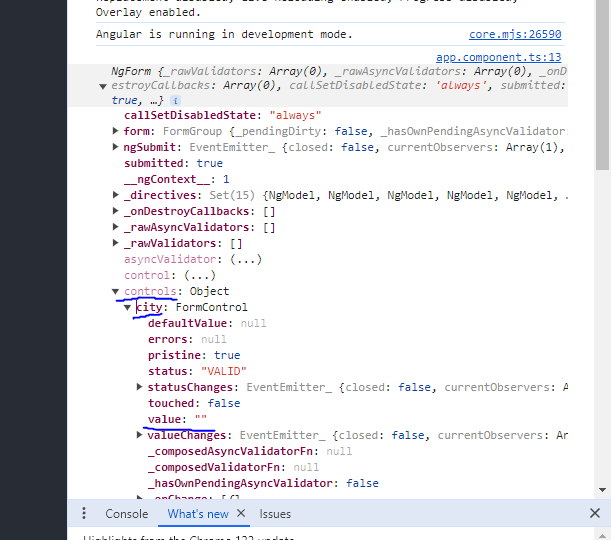 Overlay enabled.
Angular is running in development mode. core.mjs:26590
app.component.ts:13
NgForm {_rawValidators: Array(0), _rawAsyncValidators: Array(0), _onD
estroyCallbacks: Array(0), callSetDisabledState: 'always', submitted:
true, …} i
callSetDisabledState: "always"
form: FormGroup {_pendingDirty: false, _hasOwnPendingAsyncValidator:
ngSubmit: EventEmitter_ {closed: false, currentObservers: Array(1),
submitted: true
__ngContext__: 1
_directives: Set(15) {NgModel, NgModel, NgModel, NgModel, NgModel, .
_onDestroyCallbacks: []
_rawAsyncValidators: []
_rawValidators: []
asyncValidator: (...)
control: (...)
controls: Object
city: FormControl
defaultValue: null
errors: null
pristine: true
status: "VALID"
statusChanges: EventEmitter_ {closed: false, currentObservers: A
touched: false
value: ""
valueChanges: EventEmitter_ {closed: false, currentObservers: Ar
_composedAsyncValidatorFn: null
_composedValidatorFn: null
_hasOwnPendingAsyncValidator: false
Console What's new Issues